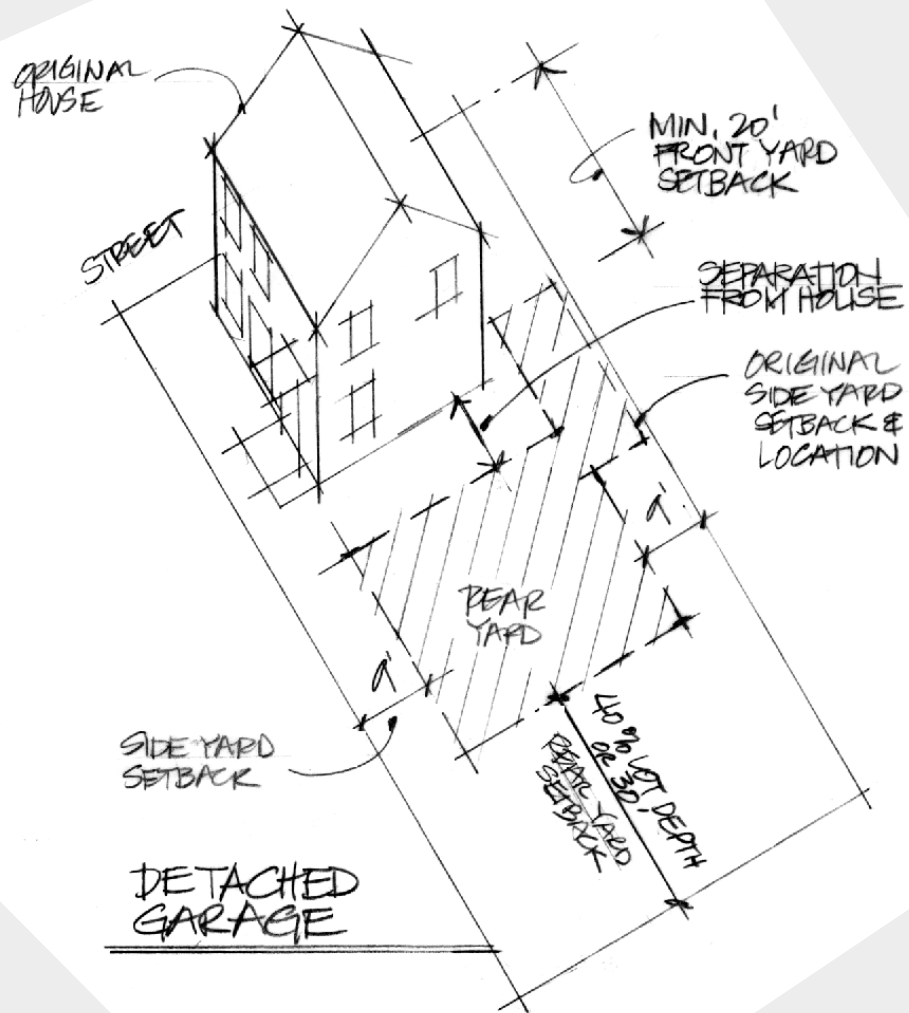 ORIGINAL
HOUSE
STREET
MIN. 20'
FRONT YARD
SETBACK
SEPARATION
FROM HOUSE
ORIGINAL
SIDE YARD
SETBACK &
LOCATION
9'
REAR
YARD
9'
SIDE YARD
SETBACK
40% LOT DEPTH
OR 30'
REAR YARD
SETBACK
DETACHED
GARAGE